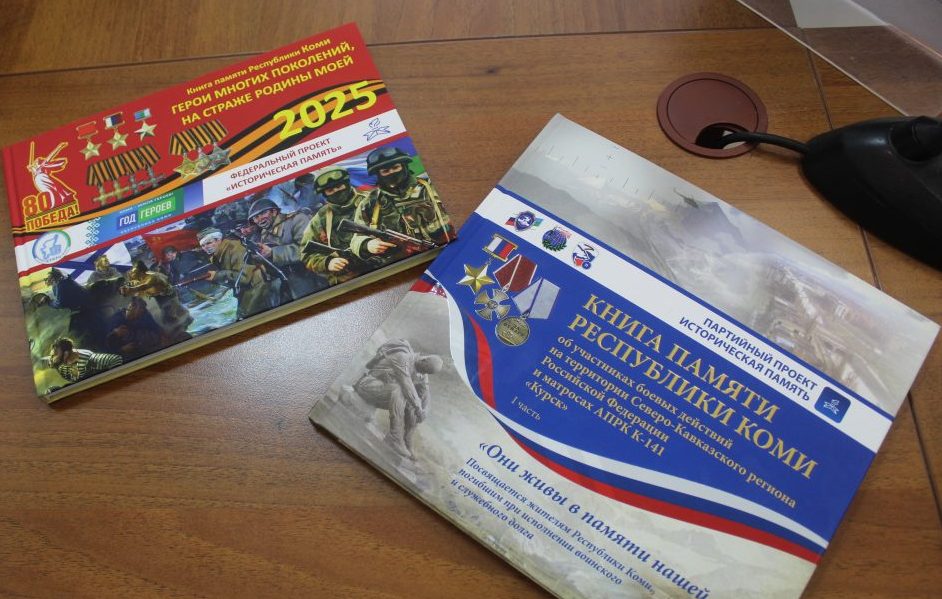 Книга памяти Республики Коми
ГЕРОИ МНОГИХ ПОКОЛЕНИЙ,
НА СТРАЖЕ РОДИНЫ МОЕЙ
2025
ФЕДЕРАЛЬНЫЙ ПРОЕКТ
«ИСТОРИЧЕСКАЯ ПАМЯТЬ»
80
ПОБЕДА!
ГОД
ГЕРОЕВ
ПАРТИЙНЫЙ ПРОЕКТ
ИСТОРИЧЕСКАЯ ПАМЯТЬ
КНИГА ПАМЯТИ
РЕСПУБЛИКИ КОМИ
об участниках боевых действий
на территории Северо-Кавказского региона
Российской Федерации
и матросах АПРК К-141
«Курск»
I часть
«Они живы в памяти нашей
Посвящается жителям Республики Коми,
погибшим при исполнении воинского
и служебного долга